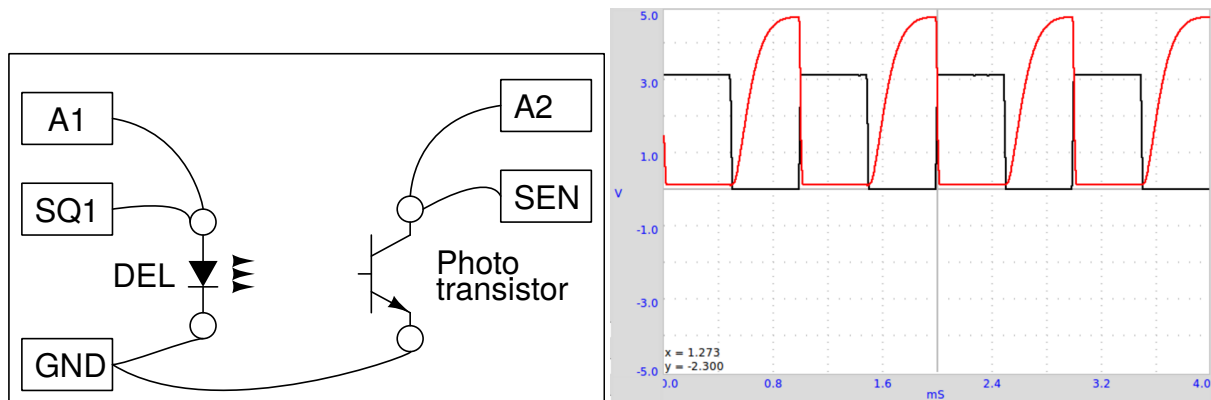 A1
SQ1
DEL
GND
A2
SEN
Photo
transistor
5.0
3.0
1.0
V
-1.0
-3.0
-5.0
x = 1.273
y = -2.300
0.0 0.8 1.6 2.4 3.2 4.0
mS